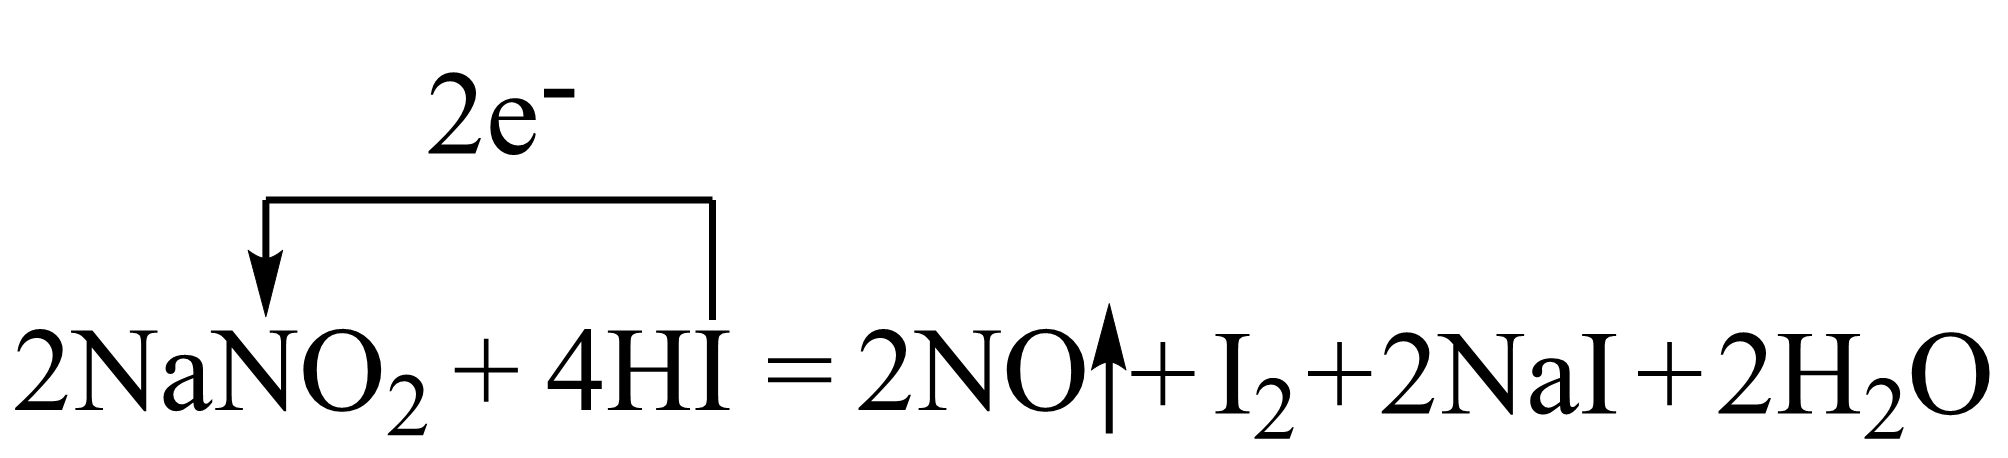 2e⁻
2NaNO₂ + 4HI = 2NO↑ + I₂ + 2NaI + 2H₂O